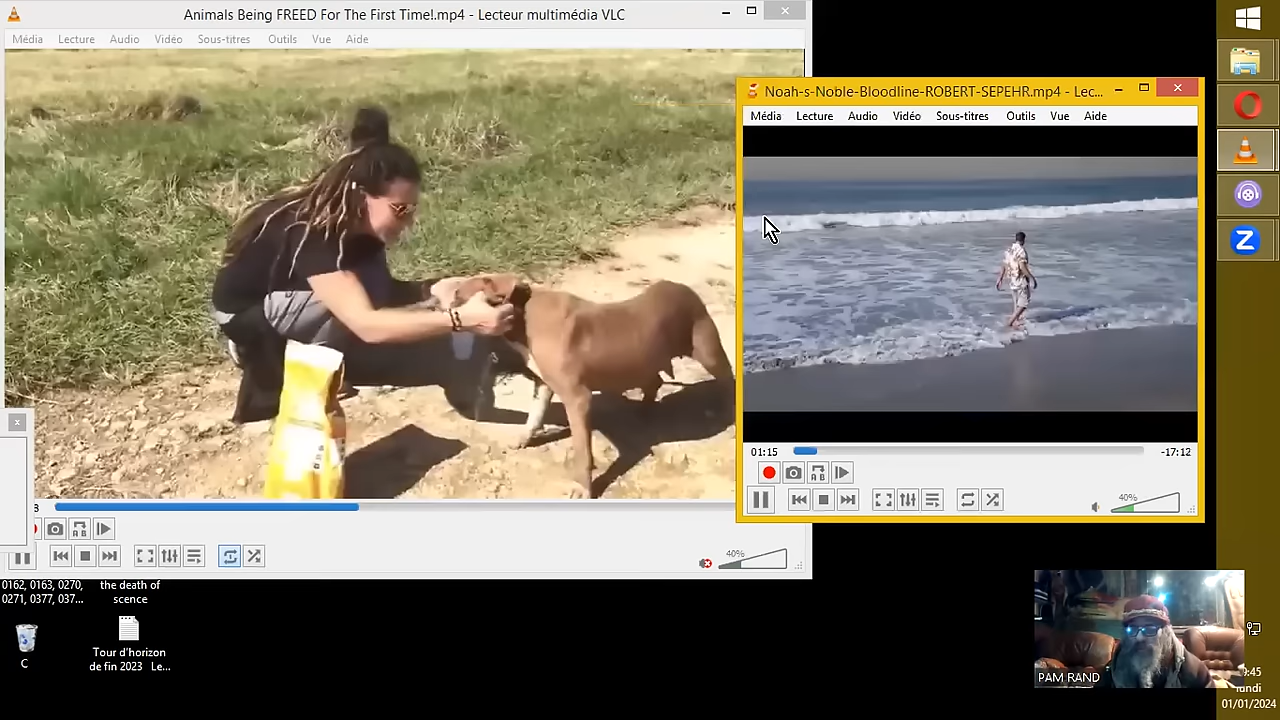 Animals Being FREED For The First Time!.mp4 - Lecteur multimédia VLC
Média Lecture Audio Vidéo Sous-titres Outils Vue Aide
Noah-s-Noble-Bloodline-ROBERT-SEPEHR.mp4 - Lec...
Média Lecture Audio Vidéo Sous-titres Outils Vue Aide
01:15
-17:12
A B
40%
8
A B
40%
0162, 0163, 0270,
0271, 0377, 037...
the death of
scence
C
Tour d'horizon
de fin 2023 Le...
PAM RAND
Z
:45
lundi
01/01/2024